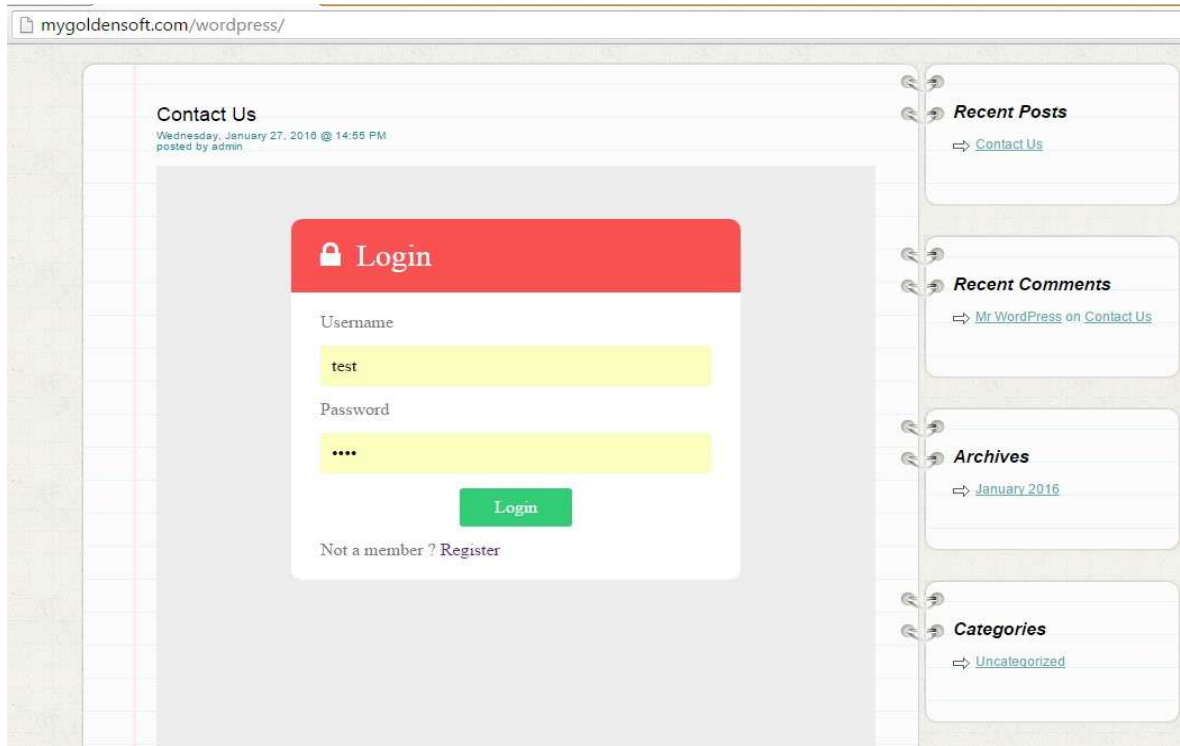 mygoldensoft.com/wordpress/
Contact Us
Wednesday, January 27, 2016 @ 14:55 PM
posted by admin
Login
Username
test
Password
••••
Login
Not a member ? Register
Recent Posts
Contact Us
Recent Comments
Mr WordPress on Contact Us
Archives
January 2016
Categories
Uncategorized